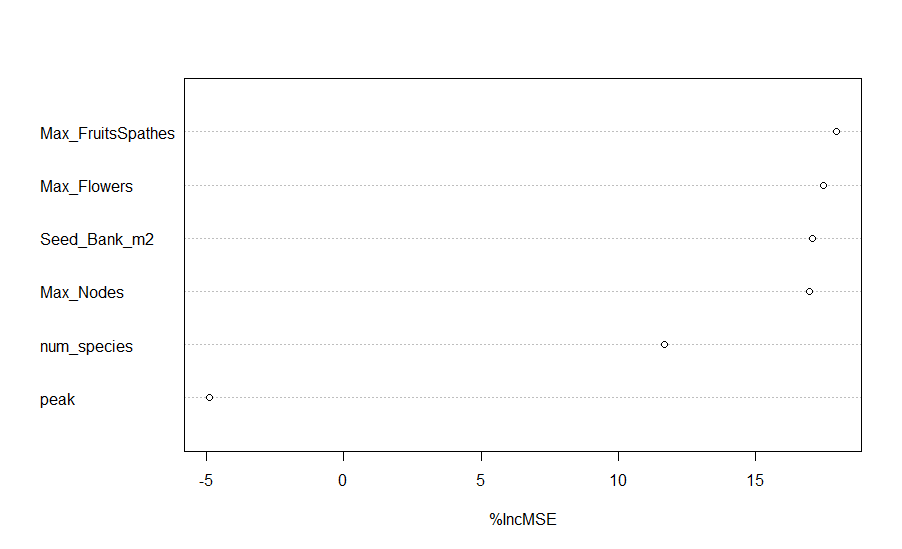 Max_FruitsSpathes
Max_Flowers
Seed_Bank_m2
Max_Nodes
num_species
peak
-5 0 5 10 15
%IncMSE